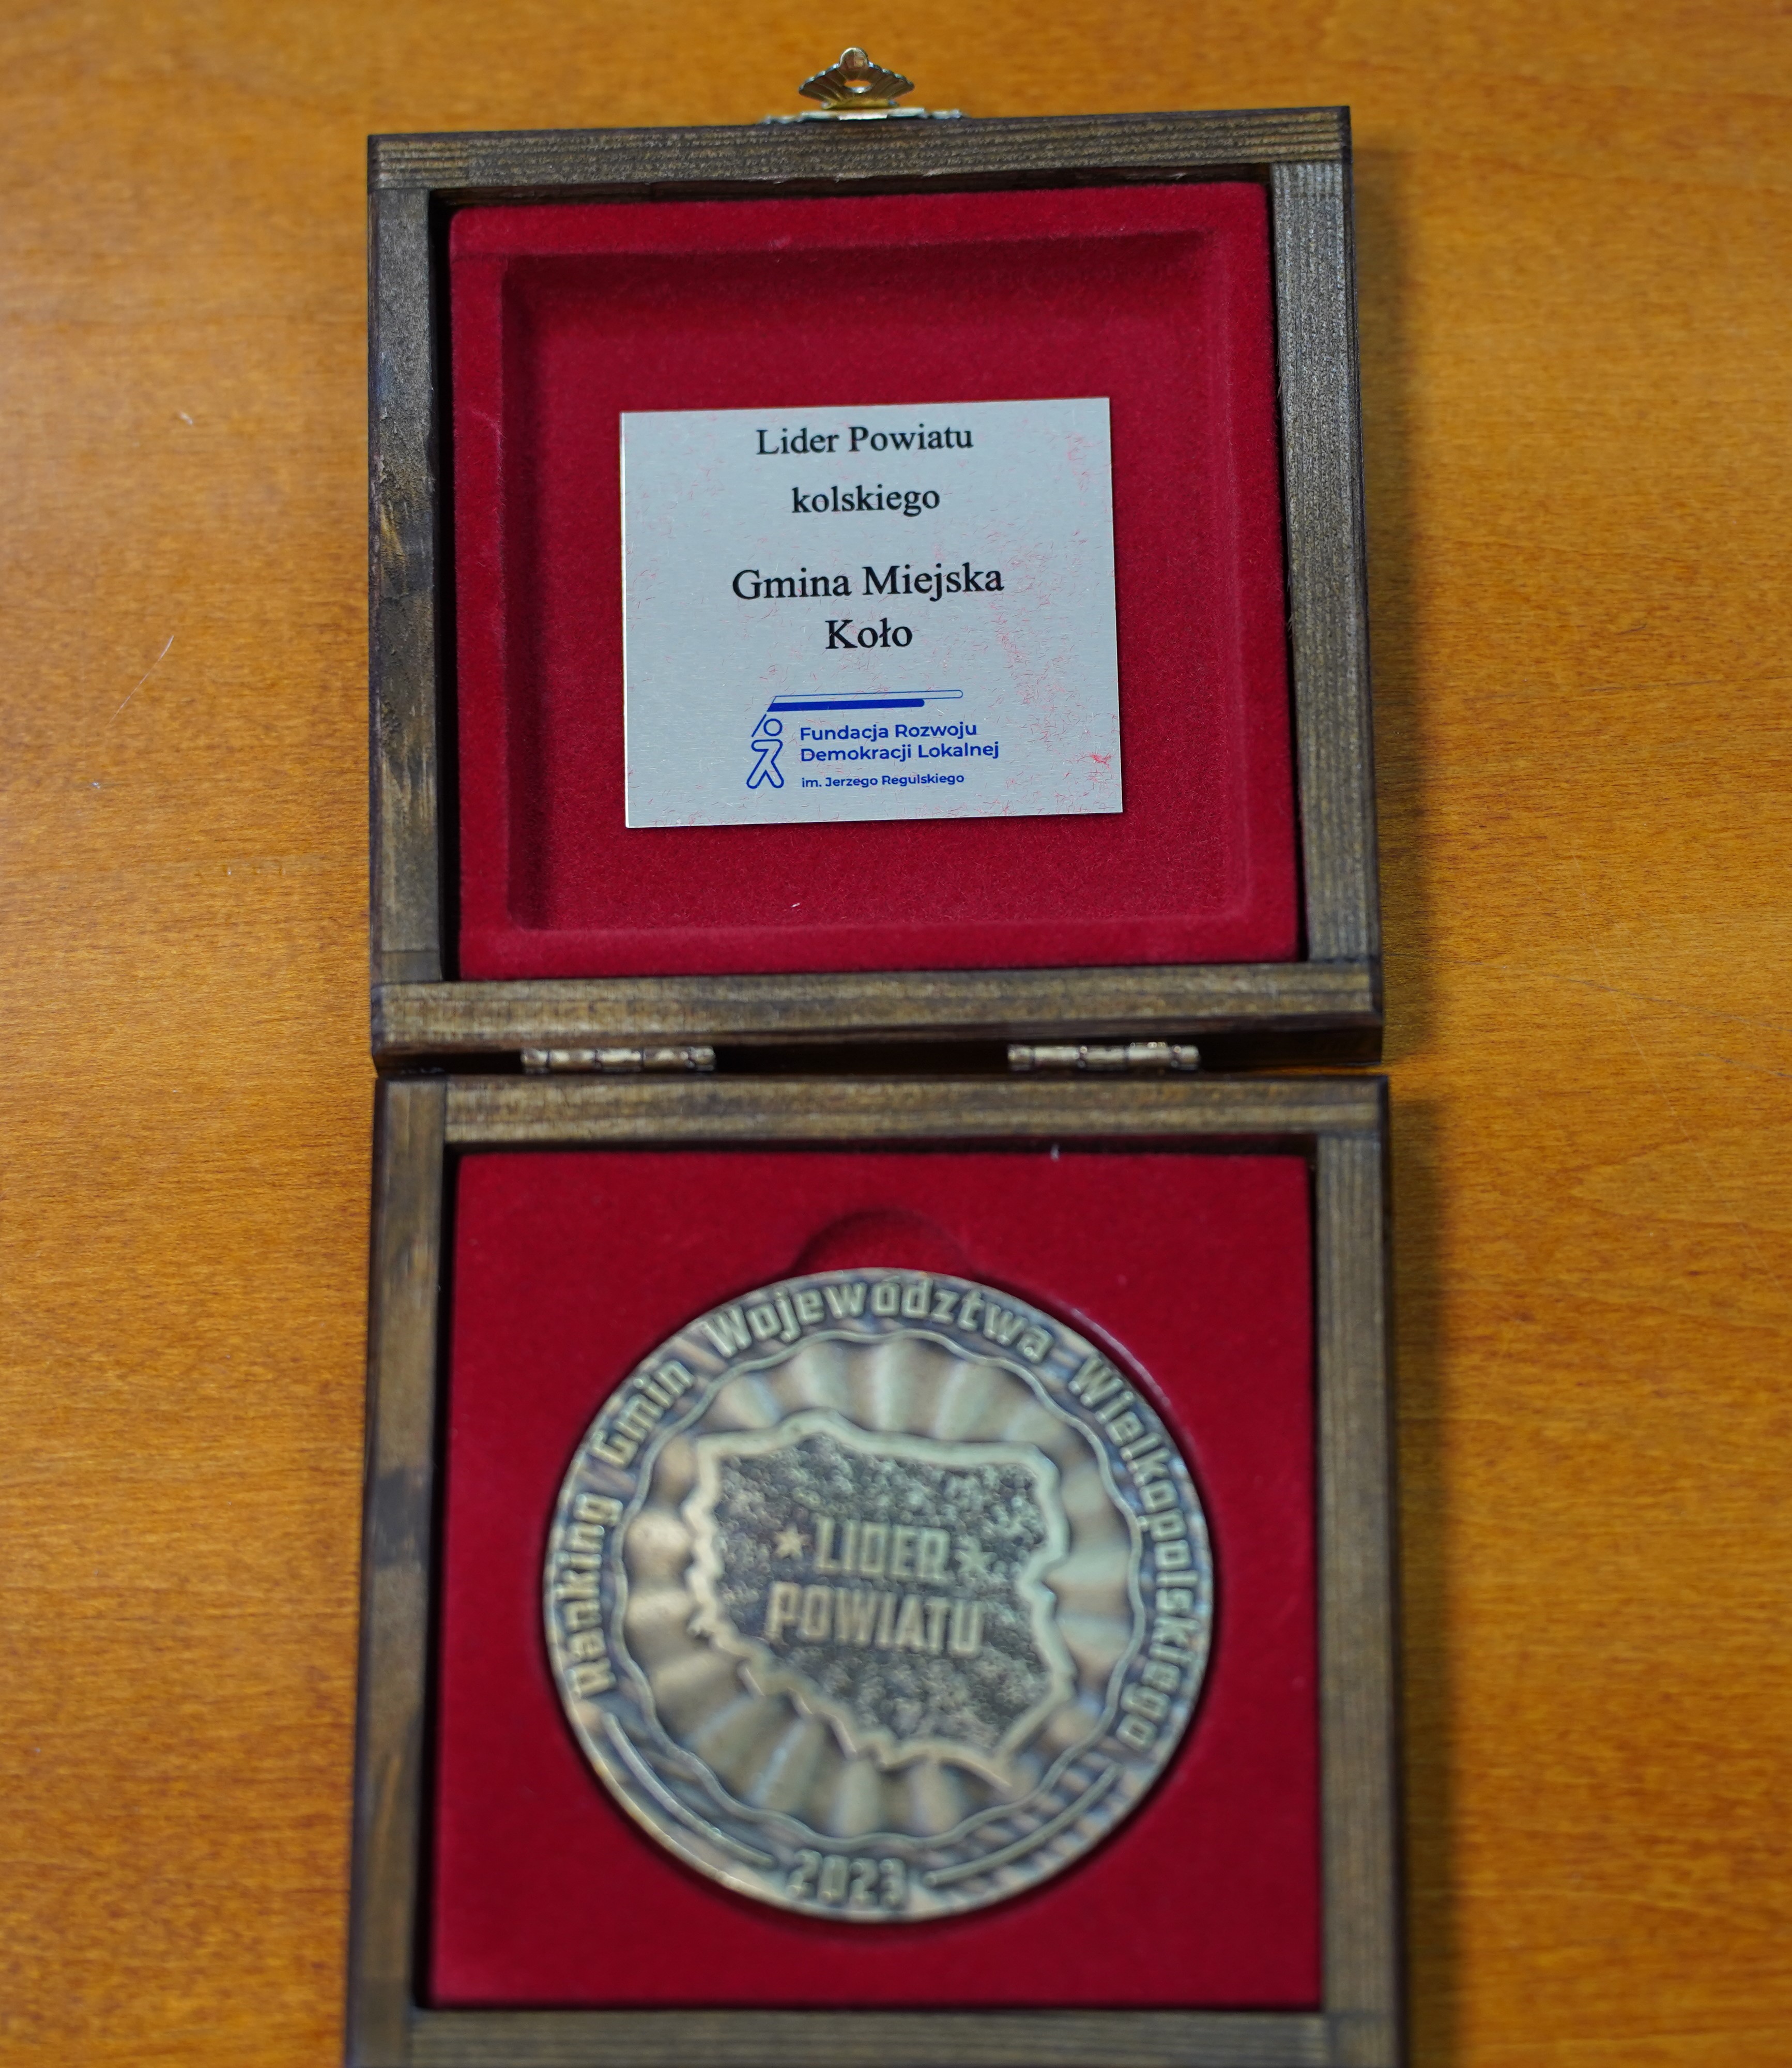 Lider Powiatu
kolskiego
Gmina Miejska
Koło
Fundacja Rozwoju
Demokracji Lokalnej
im. Jerzego Regulskiego
Ranking Gmin Województwa Wielkopolskiego
LIDER
POWIATU
2023